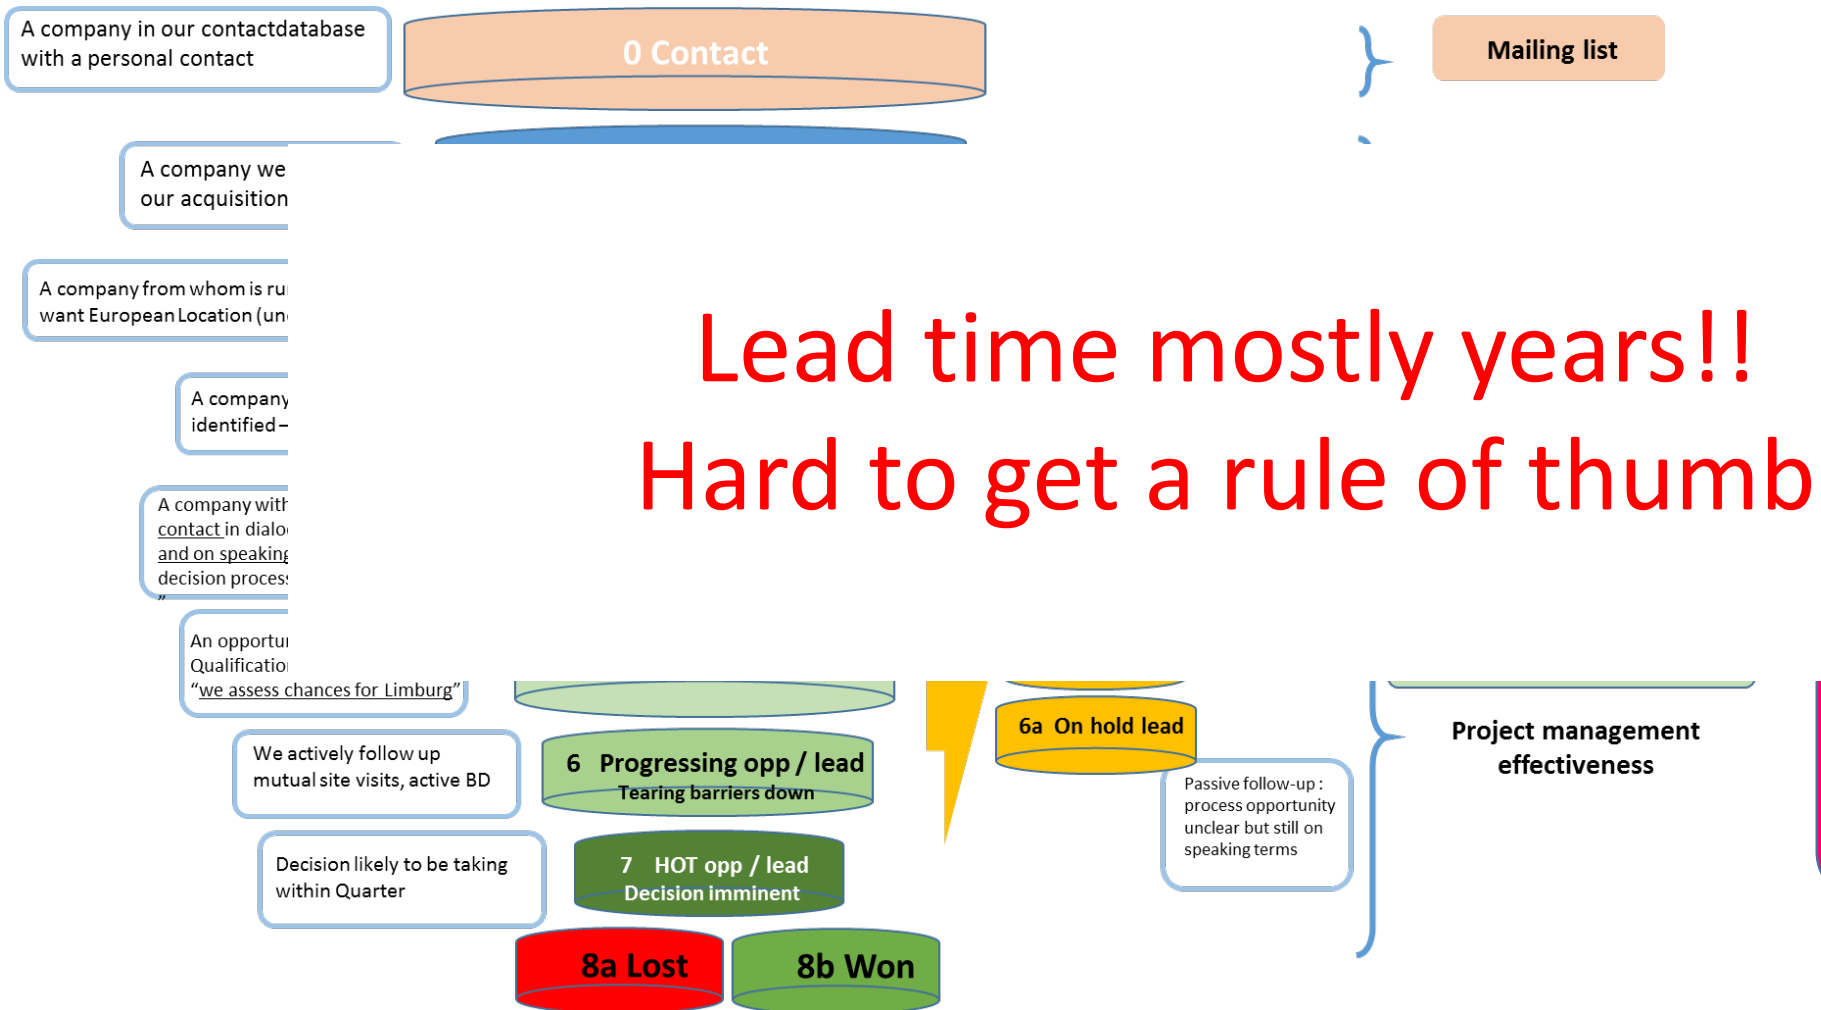 A company in our contactdatabase
with a personal contact
0 Contact
Mailing list
A company we
our acquisition
A company from whom is
want European Location
A company
identified –
A company with
contact in
and on speaking
decision process
”
An
Qualification
“we assess chances for Limburg”
Lead time mostly years!!
Hard to get a rule of thumb
6a On hold lead
Project management
effectiveness
We actively follow up
mutual site visits, active BD
6 Progressing opp / lead
Tearing barriers down
Passive follow-up :
process opportunity
unclear but still on
speaking terms
Decision likely to be taking
within Quarter
7 HOT opp / lead
Decision imminent
8a Lost
8b Won